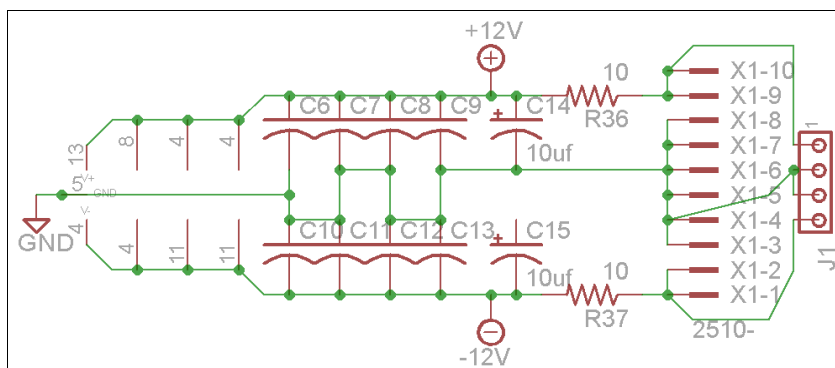 +12V
10
X1-10
C6 C7 C8 C9 C14
X1-9
R36
X1-8
1
13 8 4 4
10uf
X1-7
V+
X1-6
5 GND
X1-5
V-
X1-4
GND
4 4 11 11
C10 C11 C12 C13 C15
X1-3
J1
10uf
10
X1-2
X1-1
R37
2510-
-12V